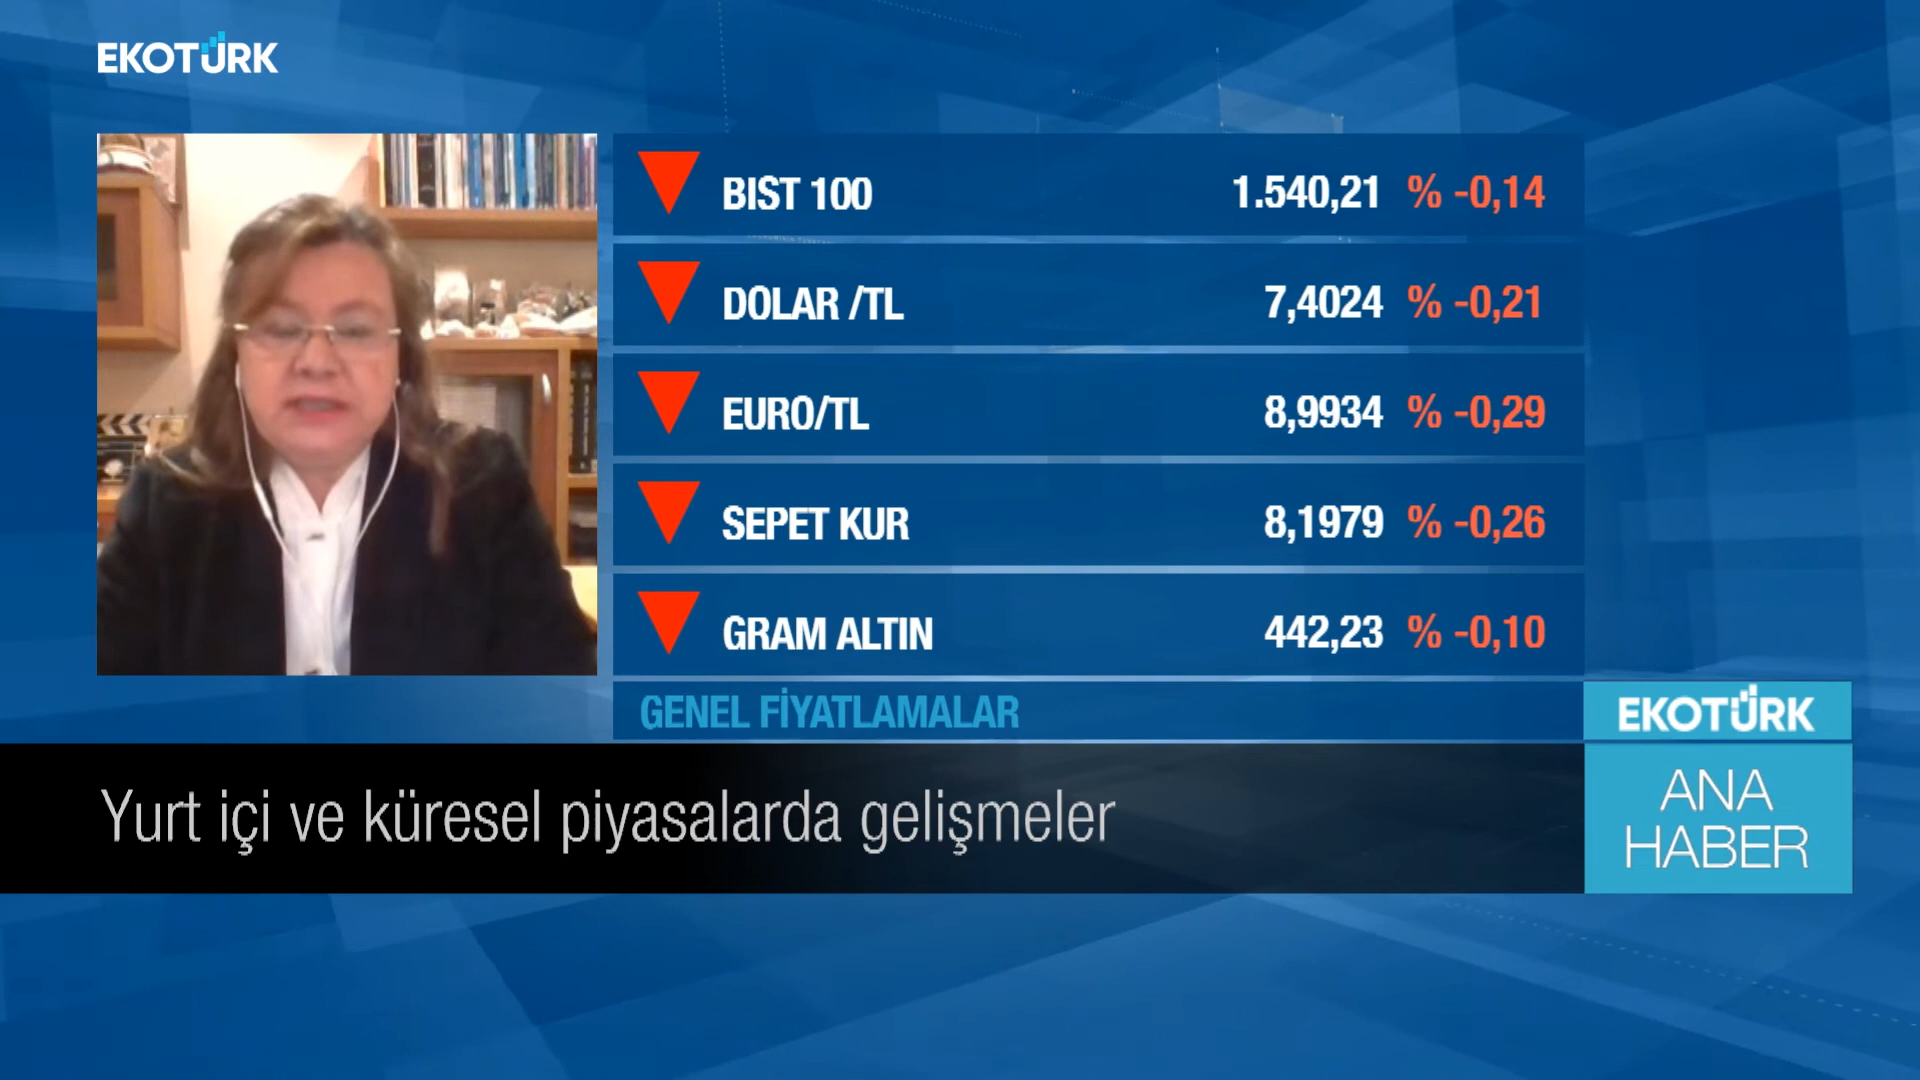 EKOTÜRK
BIST 100 1.540,21 % -0,14
DOLAR /TL 7,4024 % -0,21
EURO/TL 8,9934 % -0,29
SEPET KUR 8,1979 % -0,26
GRAM ALTIN 442,23 % -0,10
GENEL FİYATLAMALAR
EKOTÜRK
Yurt içi ve küresel piyasalarda gelişmeler
ANA
HABER